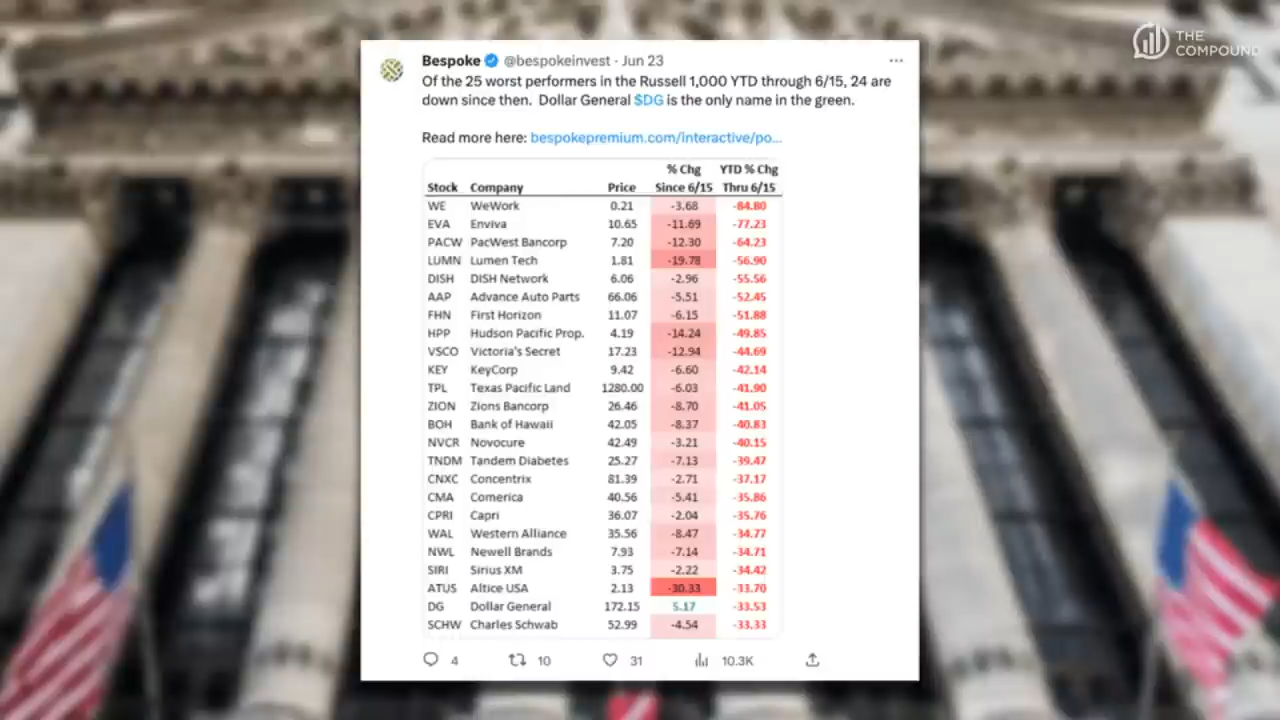 THE
COMPOUND
Bespoke @bespokeinvest · Jun 23
Of the 25 worst performers in the Russell 1,000 YTD through 6/15, 24 are
down since then. Dollar General $DG is the only name in the green.
Read more here: bespokepremium.com/interactive/po...
% Chg YTD % Chg
Stock Company Price Since 6/15 Thru 6/15
WE WeWork 0.21 -3.68 -84.80
EVA Enviva 10.65 -11.69 -77.23
PACW PacWest Bancorp 7.20 -12.30 -64.23
LUMN Lumen Tech 1.81 -19.78 -56.90
DISH DISH Network 6.06 -2.96 -55.56
AAP Advance Auto Parts 66.06 -5.51 -52.45
FHN First Horizon 11.07 -6.15 -51.88
HPP Hudson Pacific Prop. 4.19 -14.24 -49.85
VSCO Victoria's Secret 17.23 -12.94 -44.69
KEY KeyCorp 9.42 -6.60 -42.14
TPL Texas Pacific Land 1280.00 -6.03 -41.90
ZION Zions Bancorp 26.46 -8.70 -41.05
BOH Bank of Hawaii 42.05 -8.37 -40.83
NVCR Novocure 42.49 -3.21 -40.15
TNDM Tandem Diabetes 25.27 -7.13 -39.47
CNXC Concentrix 81.39 -2.71 -37.17
CMA Comerica 40.56 -5.41 -35.86
CPRI Capri 36.07 -2.04 -35.76
WAL Western Alliance 35.56 -8.47 -34.77
NWL Newell Brands 7.93 -7.14 -34.71
SIRI Sirius XM 3.75 -2.22 -34.42
ATUS Altice USA 2.13 -30.33 -33.70
DG Dollar General 172.15 5.17 -33.53
SCHW Charles Schwab 52.99 -4.54 -33.33
4 10 31 10.3K